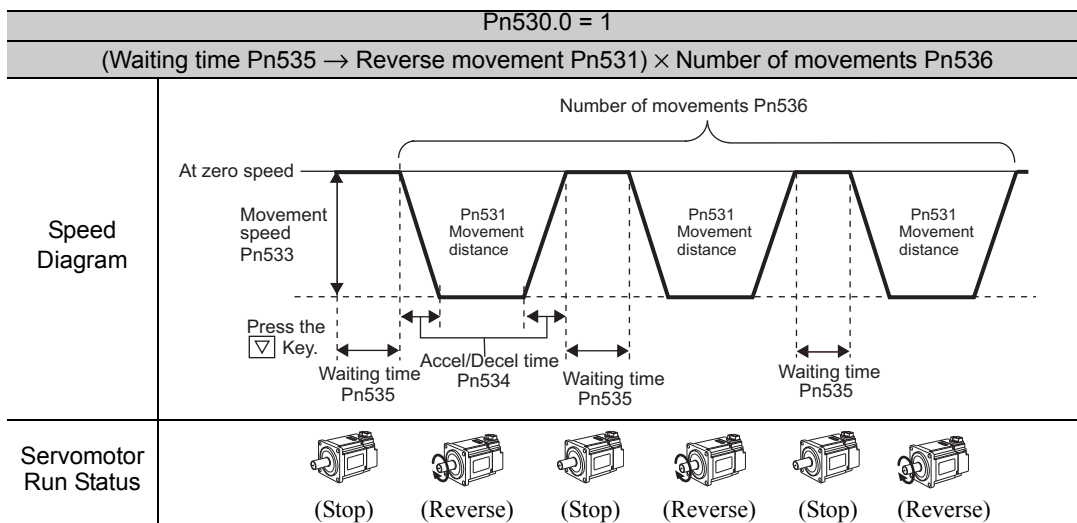 Pn530.0 = 1
(Waiting time Pn535 → Reverse movement Pn531) × Number of movements Pn536
Speed
Diagram
Number of movements Pn536
At zero speed
Movement
speed
Pn533
Pn531
Movement
distance
Pn531
Movement
distance
Pn531
Movement
distance
Press the
▽ Key.
Waiting time
Pn535
Accel/Decel time
Pn534
Waiting time
Pn535
Waiting time
Pn535
Servomotor
Run Status
(Stop) (Reverse) (Stop) (Reverse) (Stop) (Reverse)